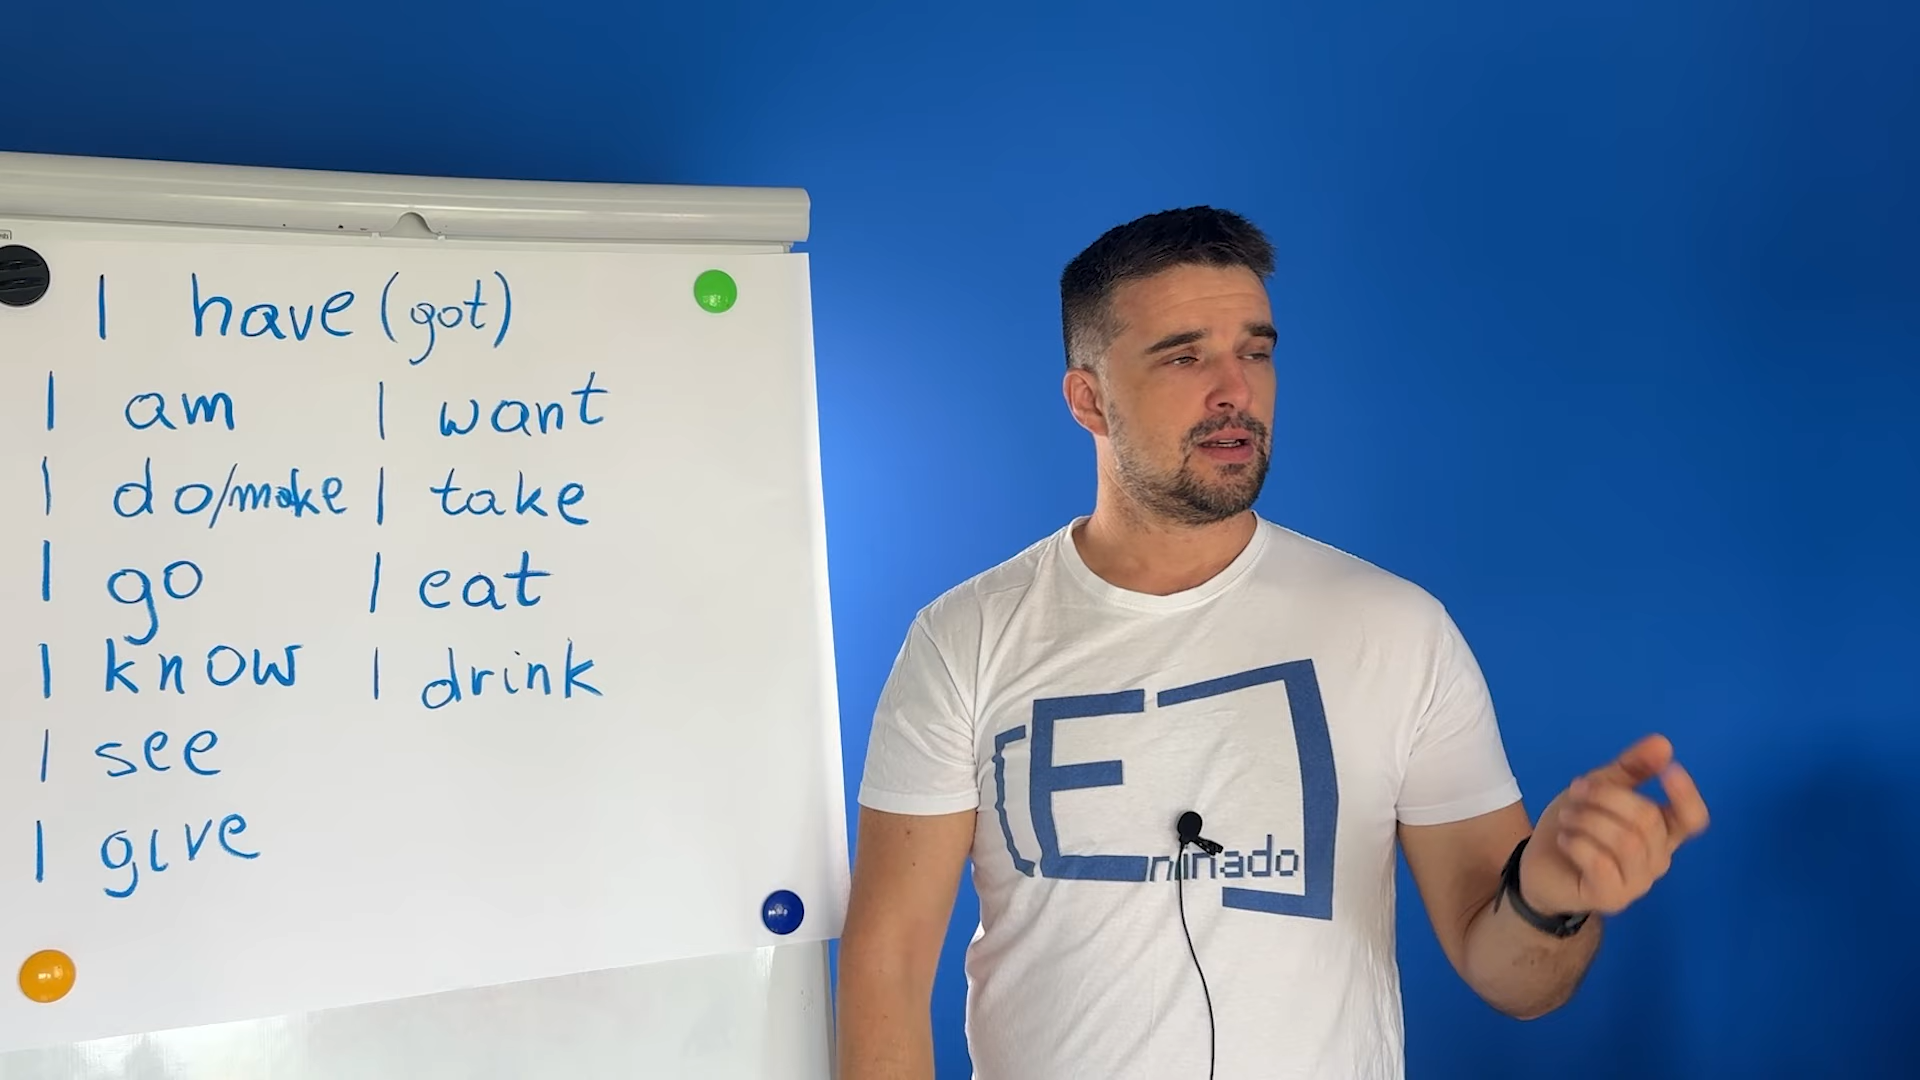 I have (got)
I am I want
I do/make I take
I go I eat
I know I drink
I see
I give
[E]
ninado